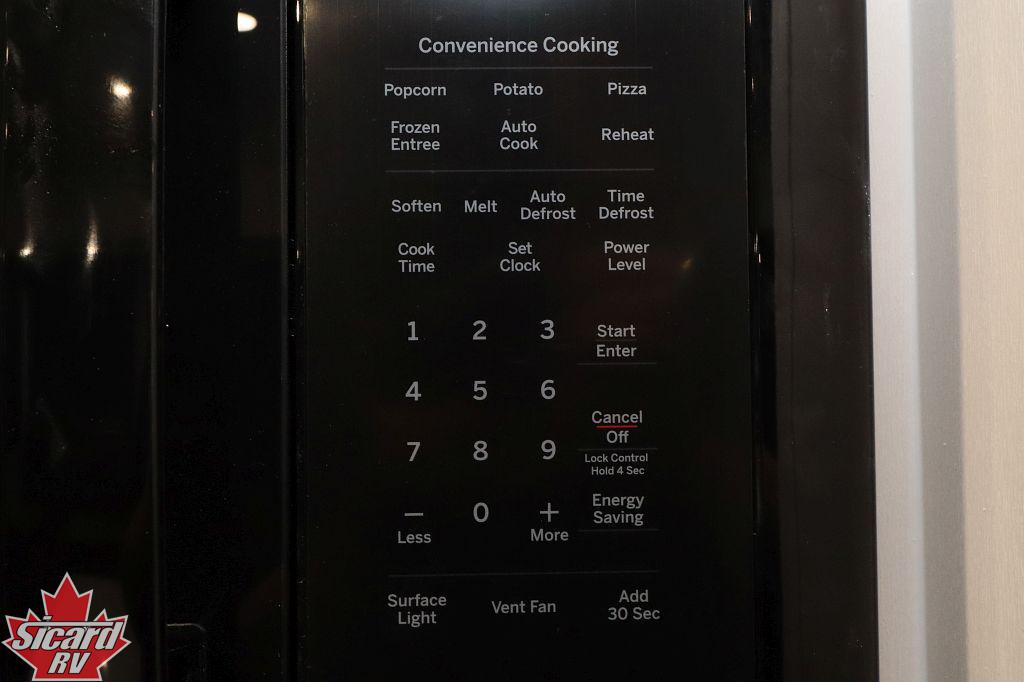 Convenience Cooking
Popcorn Potato Pizza
Frozen Entree
Auto Cook
Reheat
Soften Melt
Auto Defrost
Time Defrost
Cook Time
Set Clock
Power Level
1 2 3
Start
Enter
4 5 6
Cancel
Off
7 8 9
Lock Control
Hold 4 Sec
− 0 +
Less More
Energy Saving
Surface Light
Vent Fan
Add 30 Sec
Sicard
RV